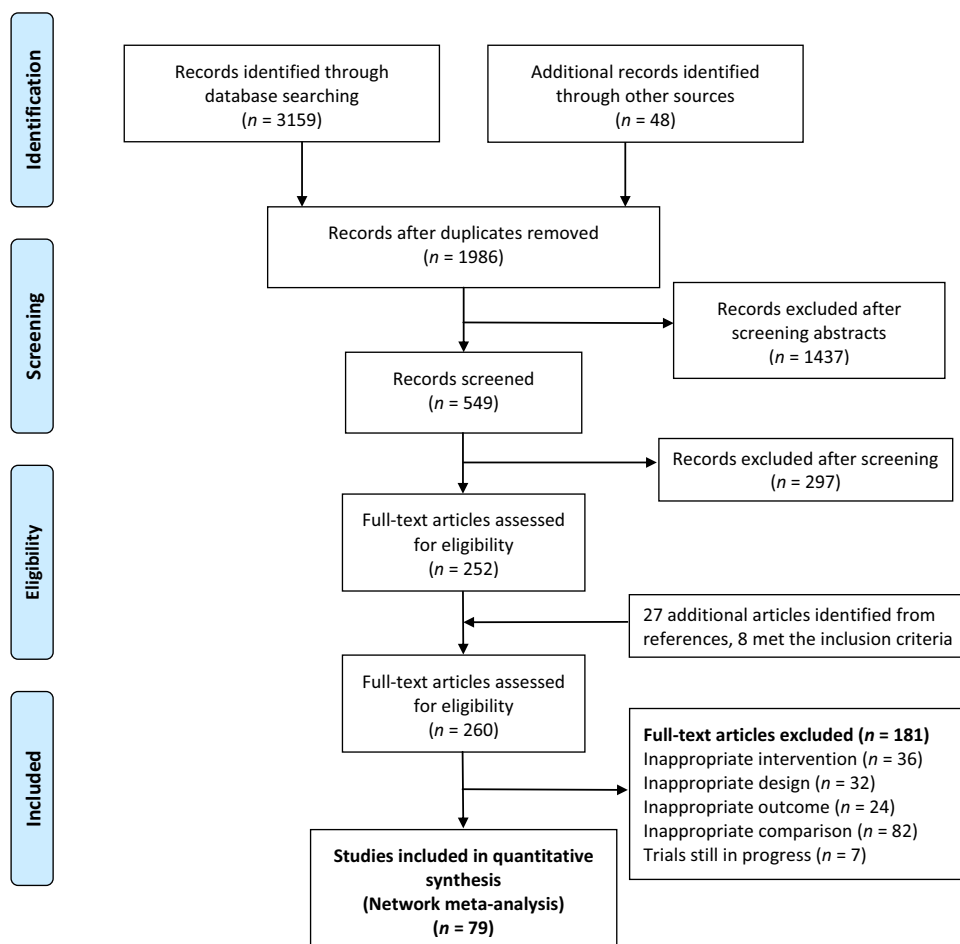 Identification
Records identified through
database searching
(n = 3159)
Additional records identified
through other sources
(n = 48)
Records after duplicates removed
(n = 1986)
Screening
Records excluded after
screening abstracts
(n = 1437)
Records screened
(n = 549)
Records excluded after screening
(n = 297)
Eligibility
Full-text articles assessed
for eligibility
(n = 252)
27 additional articles identified from
references, 8 met the inclusion criteria
Full-text articles assessed
for eligibility
(n = 260)
Included
Full-text articles excluded (n = 181)
Inappropriate intervention (n = 36)
Inappropriate design (n = 32)
Inappropriate outcome (n = 24)
Inappropriate comparison (n = 82)
Trials still in progress (n = 7)
Studies included in quantitative
synthesis
(Network meta-analysis)
(n = 79)